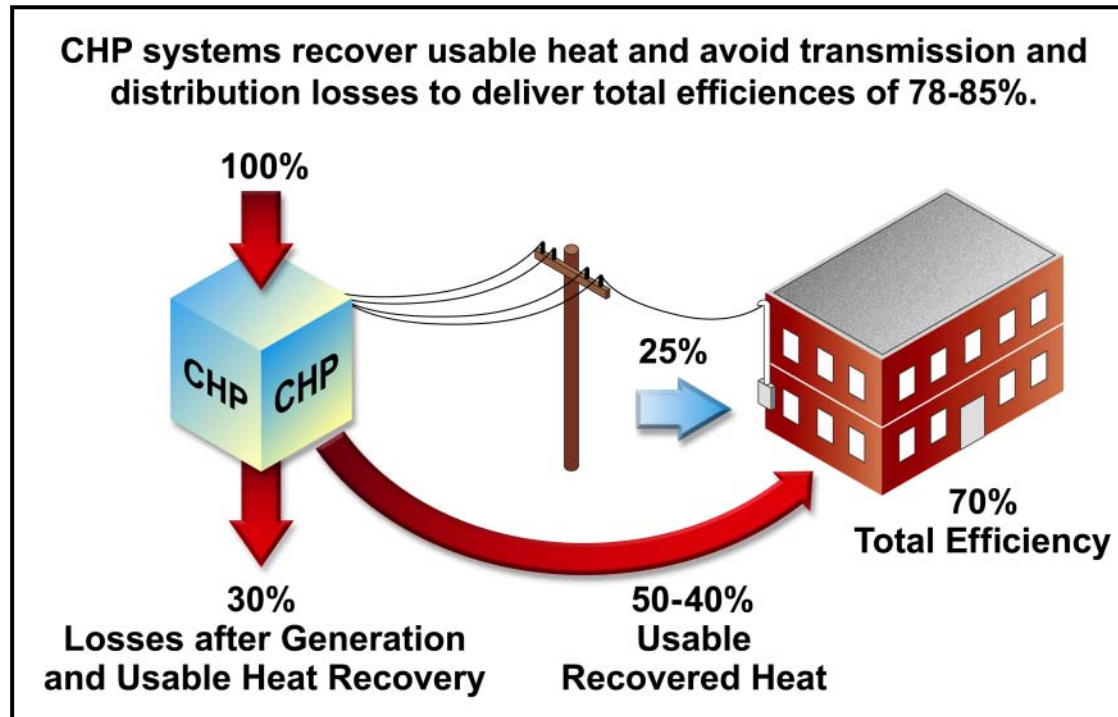 CHP systems recover usable heat and avoid transmission and
distribution losses to deliver total efficiences of 78-85%.
100%
CHP
CHP
25%
70%
Total Efficiency
30%
Losses after Generation
and Usable Heat Recovery
50-40%
Usable
Recovered Heat